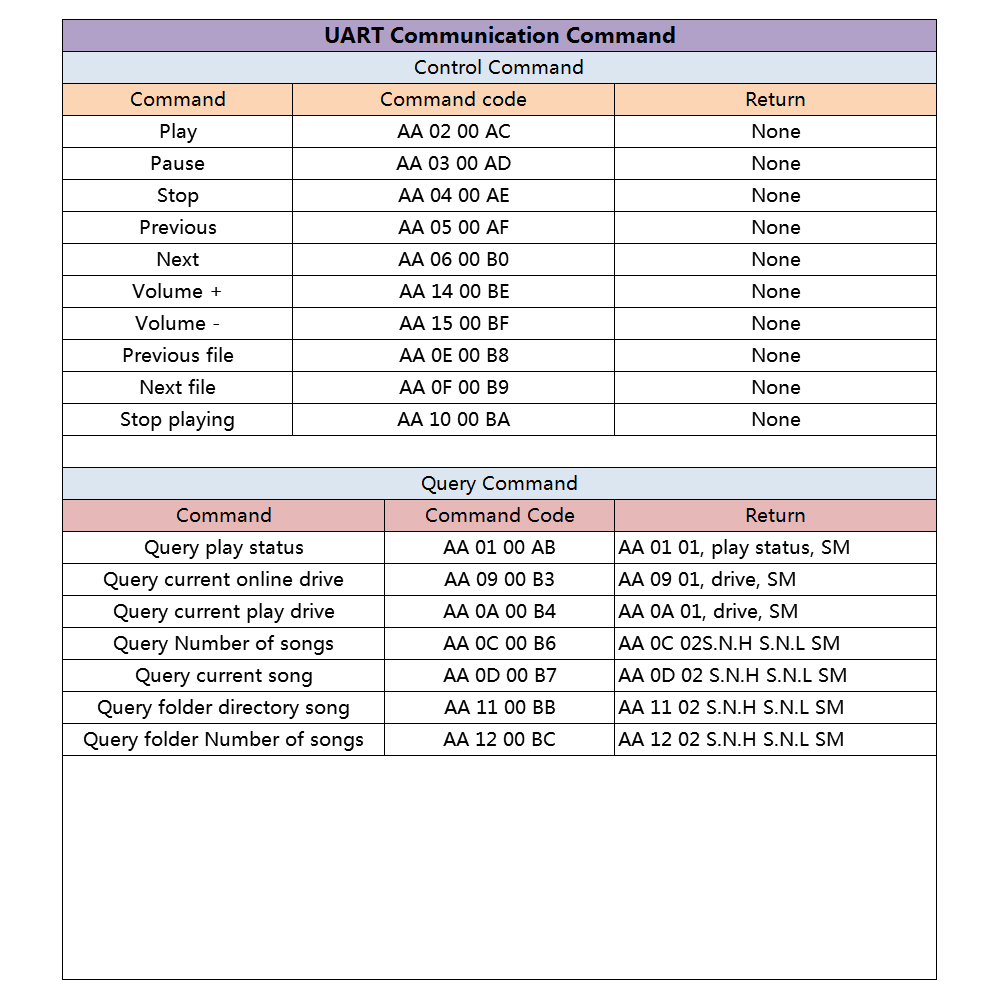 UART Communication Command
Control Command
Command Command code Return
Play AA 02 00 AC None
Pause AA 03 00 AD None
Stop AA 04 00 AE None
Previous AA 05 00 AF None
Next AA 06 00 B0 None
Volume + AA 14 00 BE None
Volume - AA 15 00 BF None
Previous file AA 0E 00 B8 None
Next file AA 0F 00 B9 None
Stop playing AA 10 00 BA None
Query Command
Command Command Code Return
Query play status AA 01 00 AB AA 01 01, play status, SM
Query current online drive AA 09 00 B3 AA 09 01, drive, SM
Query current play drive AA 0A 00 B4 AA 0A 01, drive, SM
Query Number of songs AA 0C 00 B6 AA 0C 02S.N.H S.N.L SM
Query current song AA 0D 00 B7 AA 0D 02 S.N.H S.N.L SM
Query folder directory song AA 11 00 BB AA 11 02 S.N.H S.N.L SM
Query folder Number of songs AA 12 00 BC AA 12 02 S.N.H S.N.L SM